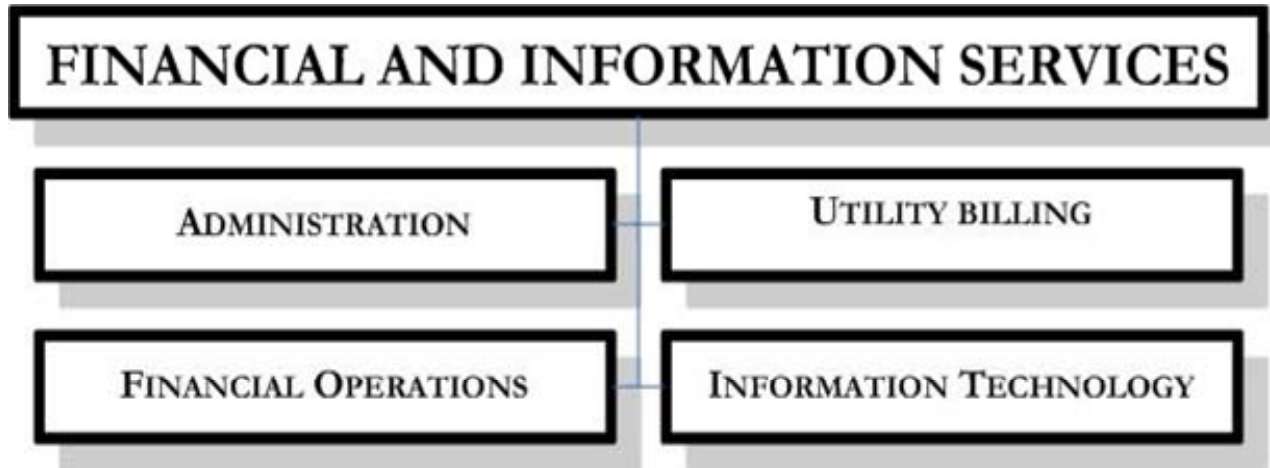 FINANCIAL AND INFORMATION SERVICES
ADMINISTRATION
UTILITY BILLING
FINANCIAL OPERATIONS
INFORMATION TECHNOLOGY